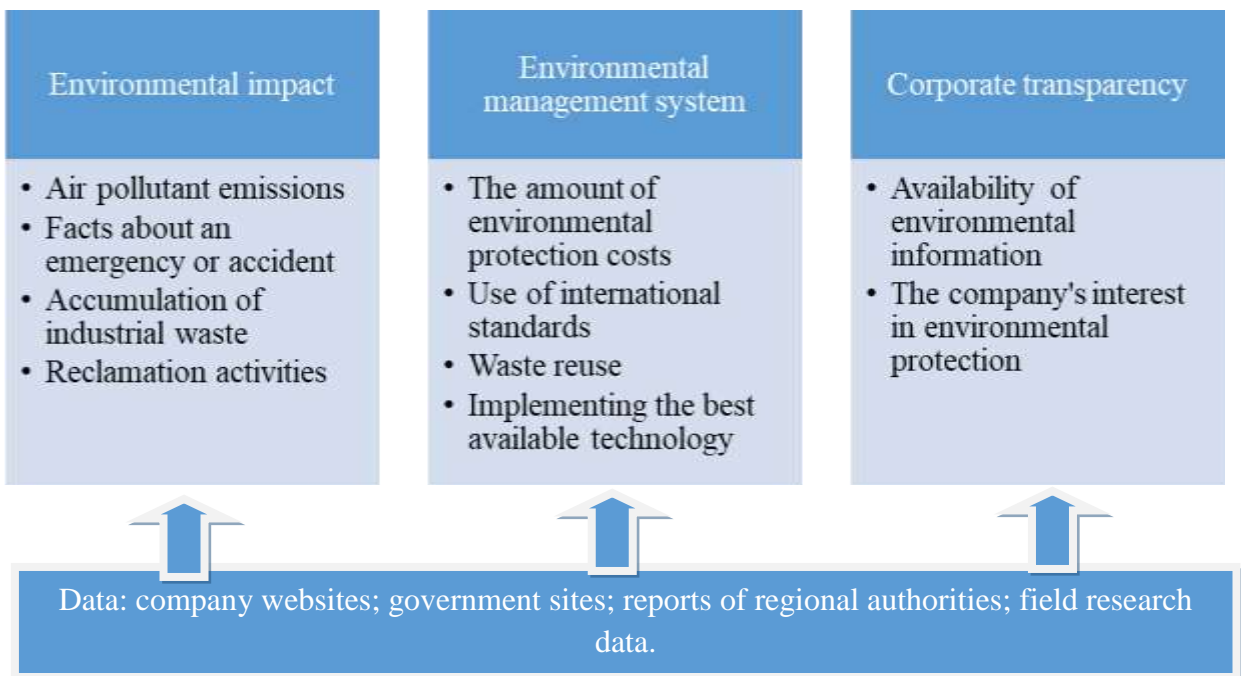 Environmental impact
• Air pollutant emissions
• Facts about an
emergency or accident
• Accumulation of
industrial waste
• Reclamation activities
Environmental
management system
• The amount of
environmental
protection costs
• Use of international
standards
• Waste reuse
• Implementing the best
available technology
Corporate transparency
• Availability of
environmental
information
• The company's interest
in environmental
protection
Data: company websites; government sites; reports of regional authorities; field research
data.